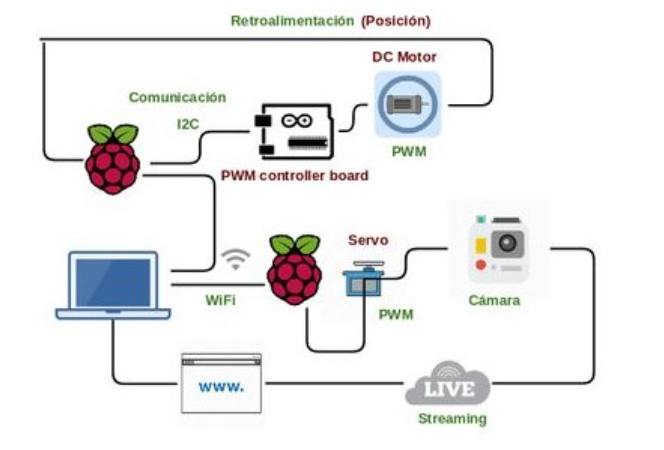 Retroalimentación (Posición)
DC Motor
Comunicación
I2C
PWM
PWM controller board
Servo
WiFi
PWM
Cámara
www.
LIVE
Streaming